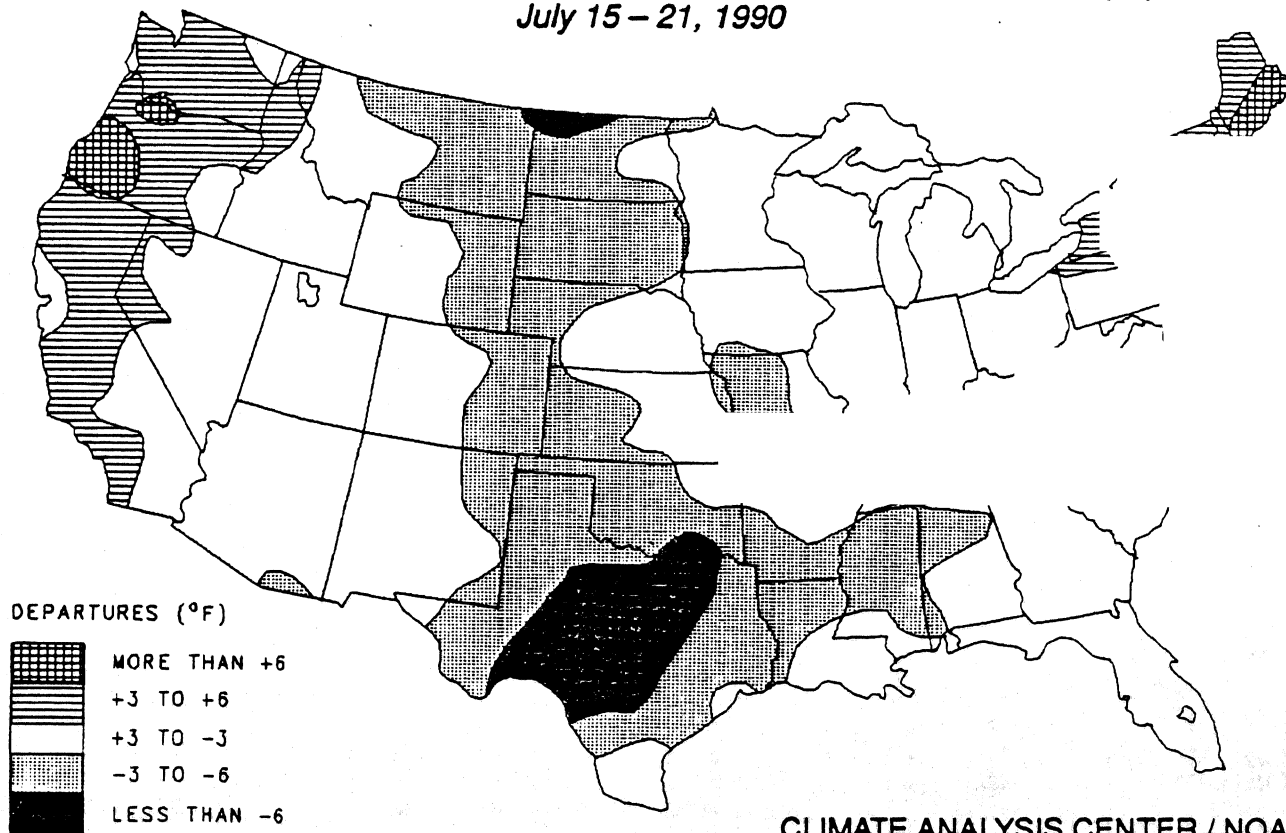 July 15 – 21, 1990
DEPARTURES (°F)
MORE THAN +6
+3 TO +6
+3 TO -3
-3 TO -6
LESS THAN -6
CLIMATE ANALYSIS CENTER / NOA